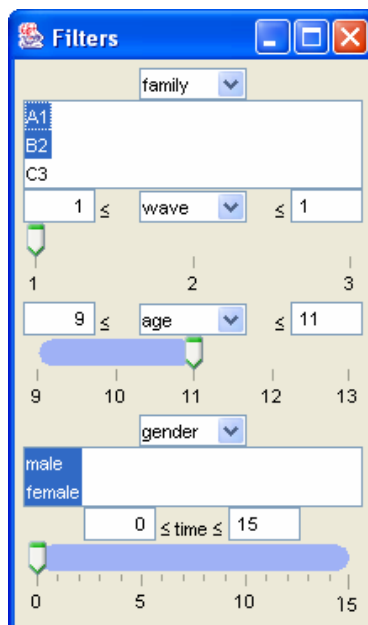 Filters
family
A1
B2
C3
1 ≤ wave ≤ 1
1 2 3
9 ≤ age ≤ 11
9 10 11 12 13
gender
male
female
0 ≤ time ≤ 15
0 5 10 15